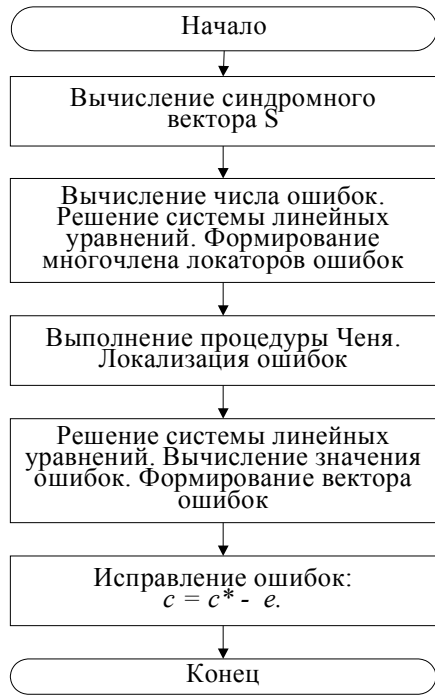 Начало
Вычисление синдромного
вектора S
Вычисление числа ошибок.
Решение системы линейных
уравнений. Формирование
многочлена локаторов ошибок
Выполнение процедуры Ченя.
Локализация ошибок
Решение системы линейных
уравнений. Вычисление значения
ошибок. Формирование вектора
ошибок
Исправление ошибок:
c = c* - e.
Конец